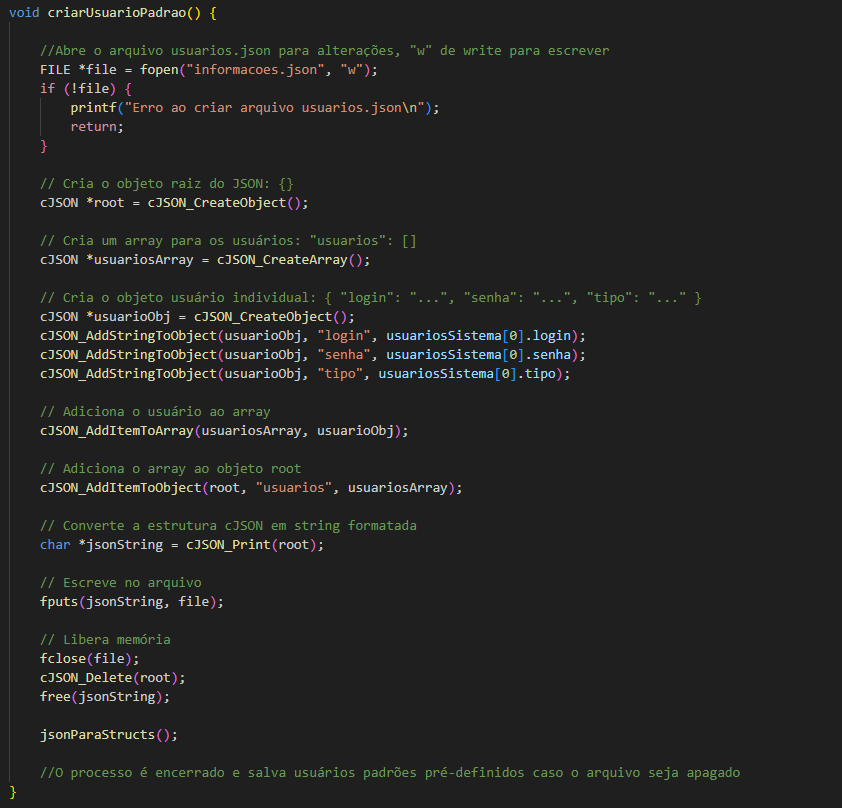 void criarUsuarioPadrao() {
//Abre o arquivo usuarios.json para alterações, "w" de write para escrever
FILE *file = fopen("informacoes.json", "w");
if (!file) {
printf("Erro ao criar arquivo usuarios.json\n");
return;
}
// Cria o objeto raiz do JSON: {}
cJSON *root = cJSON_CreateObject();
// Cria um array para os usuários: "usuarios": []
cJSON *usuariosArray = cJSON_CreateArray();
// Cria o objeto usuário individual: { "login": "...", "senha": "...", "tipo": "..." }
cJSON *usuarioObj = cJSON_CreateObject();
cJSON_AddStringToObject(usuarioObj, "login", usuariosSistema[0].login);
cJSON_AddStringToObject(usuarioObj, "senha", usuariosSistema[0].senha);
cJSON_AddStringToObject(usuarioObj, "tipo", usuariosSistema[0].tipo);
// Adiciona o usuário ao array
cJSON_AddItemToArray(usuariosArray, usuarioObj);
// Adiciona o array ao objeto root
cJSON_AddItemToObject(root, "usuarios", usuariosArray);
// Converte a estrutura cJSON em string formatada
char *jsonString = cJSON_Print(root);
// Escreve no arquivo
fputs(jsonString, file);
// Libera memória
fclose(file);
cJSON_Delete(root);
free(jsonString);
jsonParaStructs();
//O processo é encerrado e salva usuários padrões pré-definidos caso o arquivo seja apagado
}